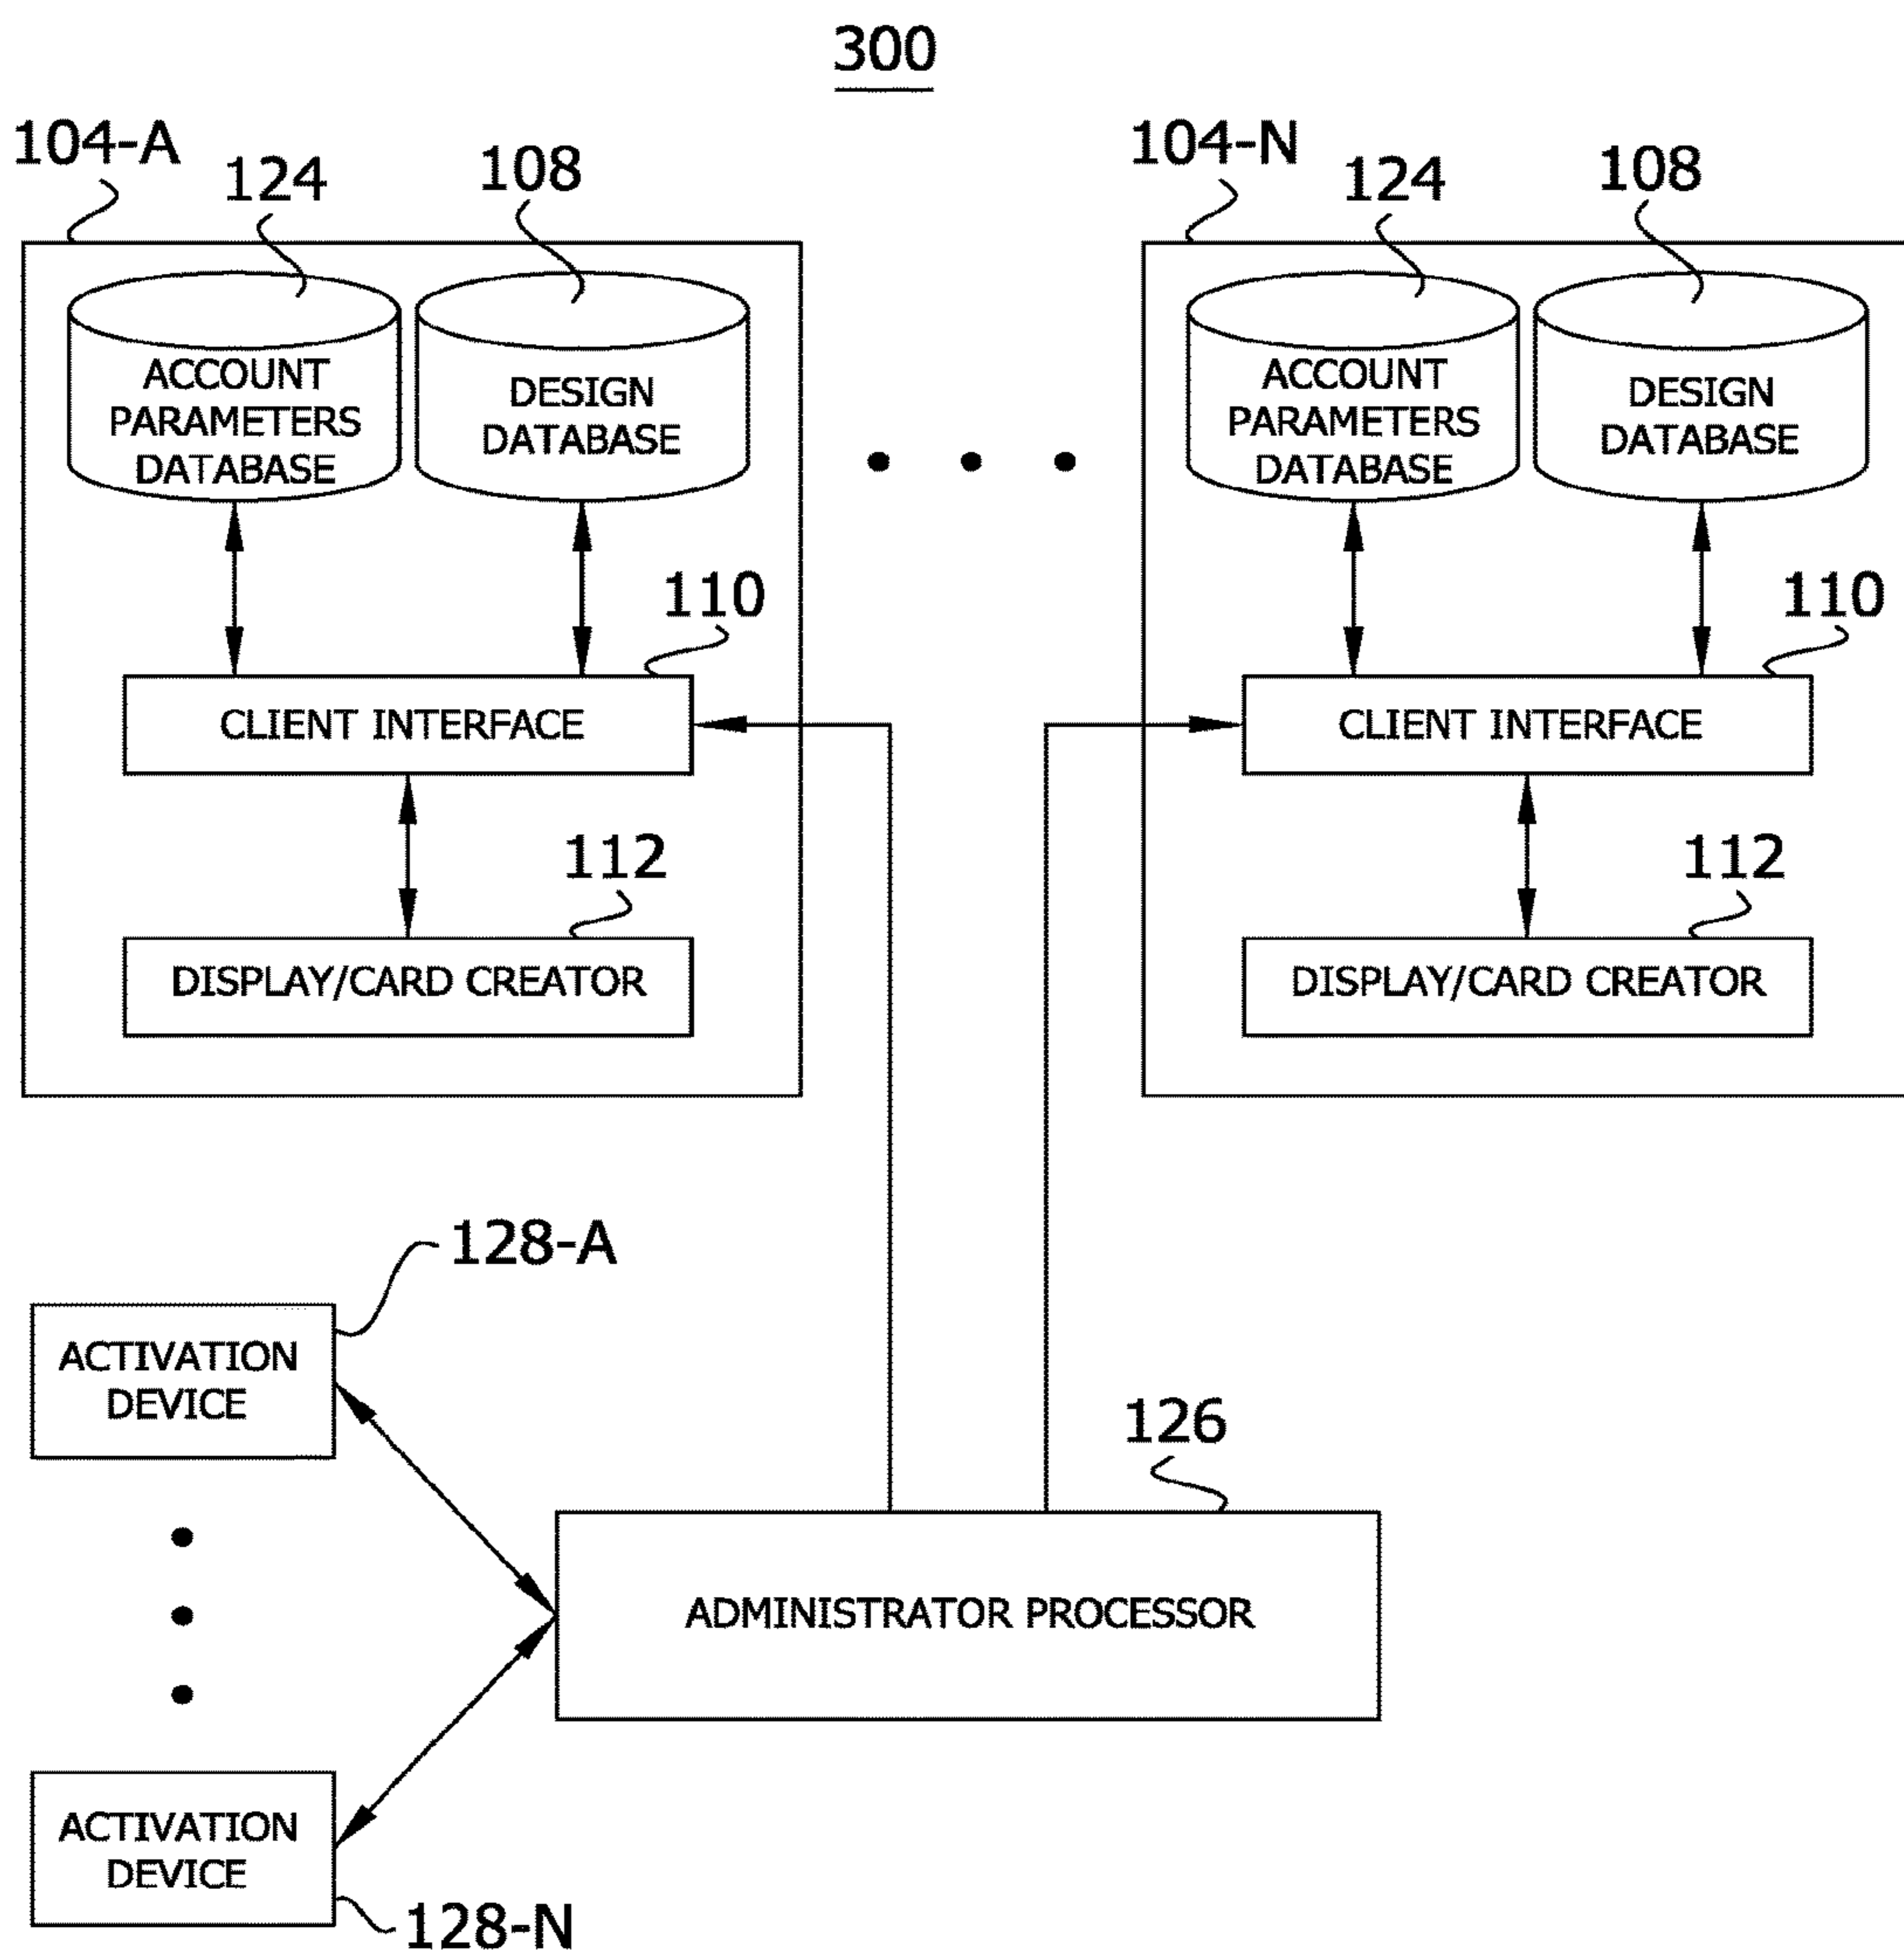 300
104-A
124
108
ACCOUNT
PARAMETERS
DATABASE
DESIGN
DATABASE
110
CLIENT INTERFACE
112
DISPLAY/CARD CREATOR
104-N
124
108
ACCOUNT
PARAMETERS
DATABASE
DESIGN
DATABASE
110
CLIENT INTERFACE
112
DISPLAY/CARD CREATOR
128-A
ACTIVATION
DEVICE
126
ADMINISTRATOR PROCESSOR
ACTIVATION
DEVICE
128-N